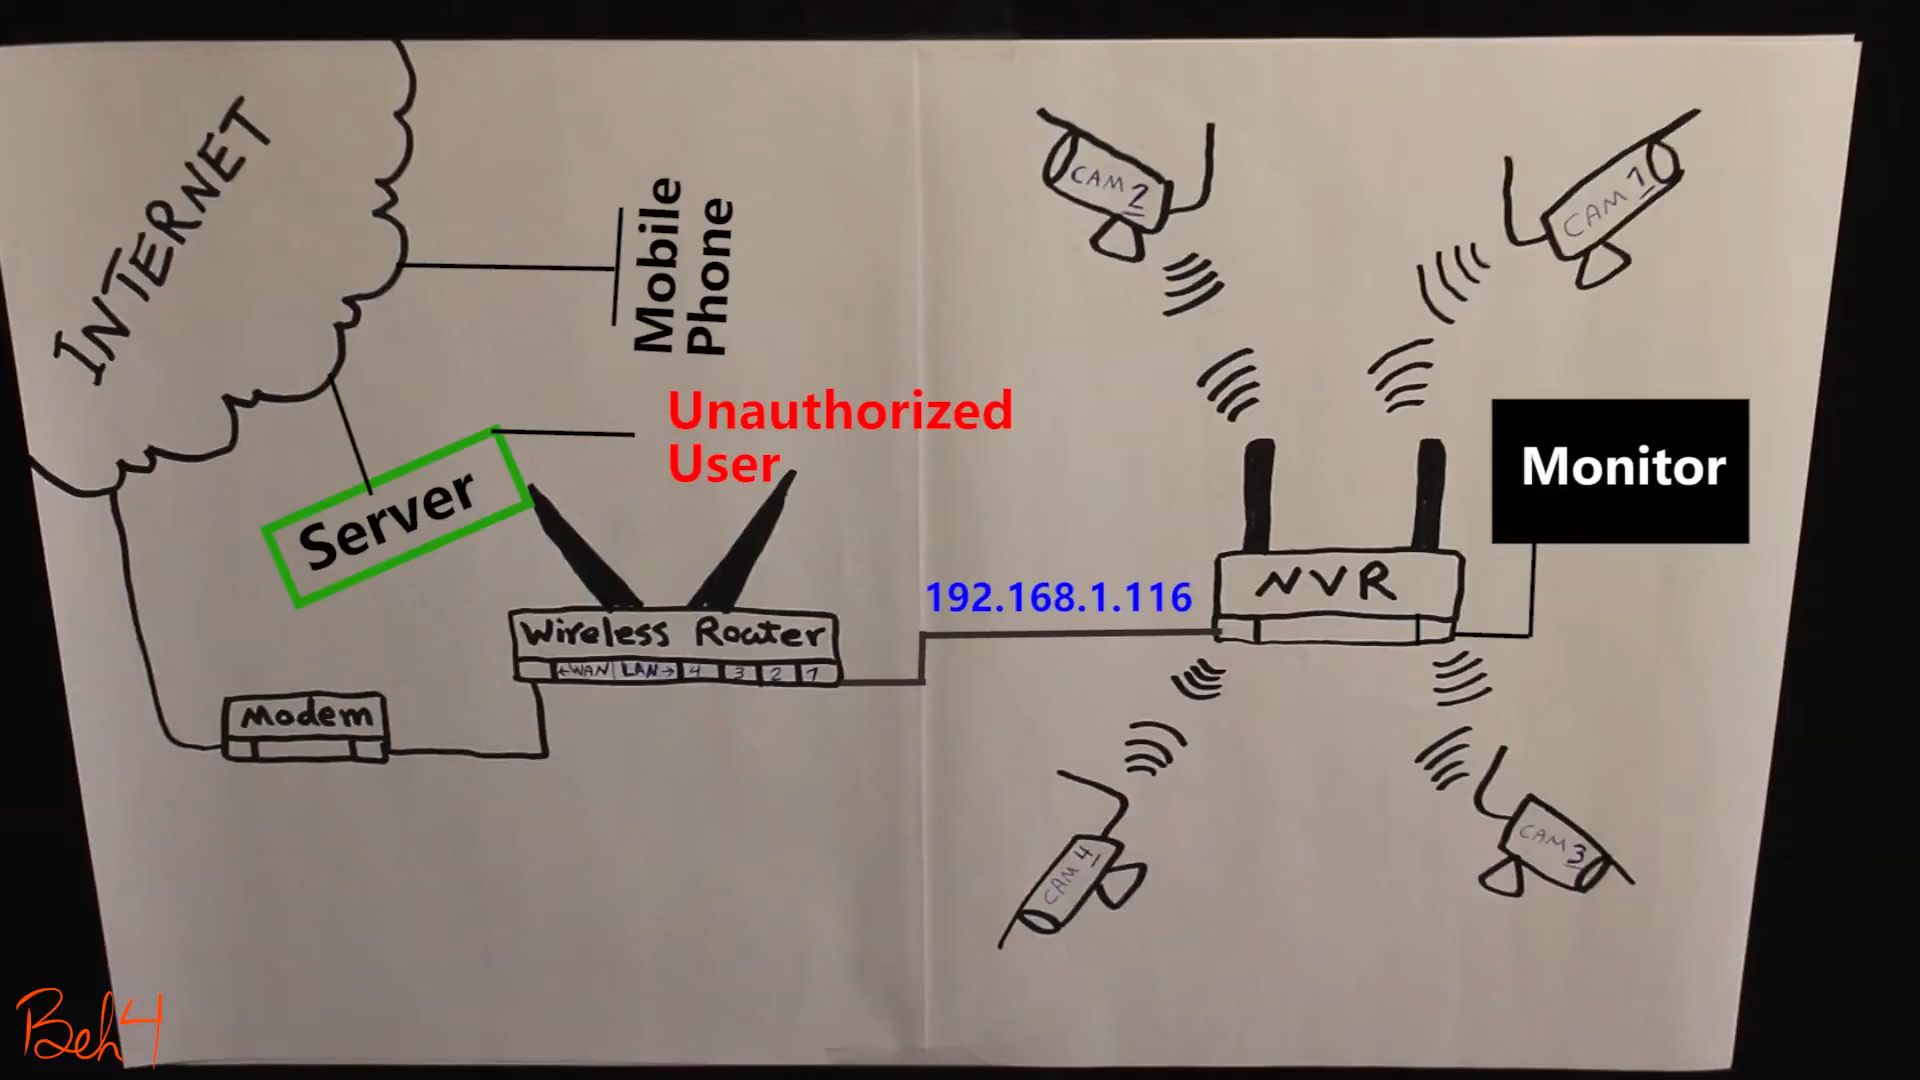 INTERNET
Mobile
Phone
Unauthorized
User
Server
Wireless Router
←WAN LAN→ 4 3 2 1
Modem
192.168.1.116
NVR
Monitor
CAM 2
CAM 1
CAM 4
CAM 3
Beh4